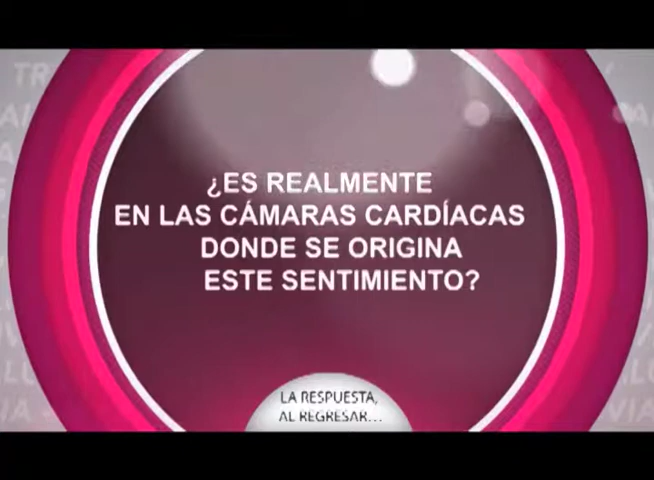 ¿ES REALMENTE
EN LAS CÁMARAS CARDÍACAS
DONDE SE ORIGINA
ESTE SENTIMIENTO?
LA RESPUESTA,
AL REGRESAR...